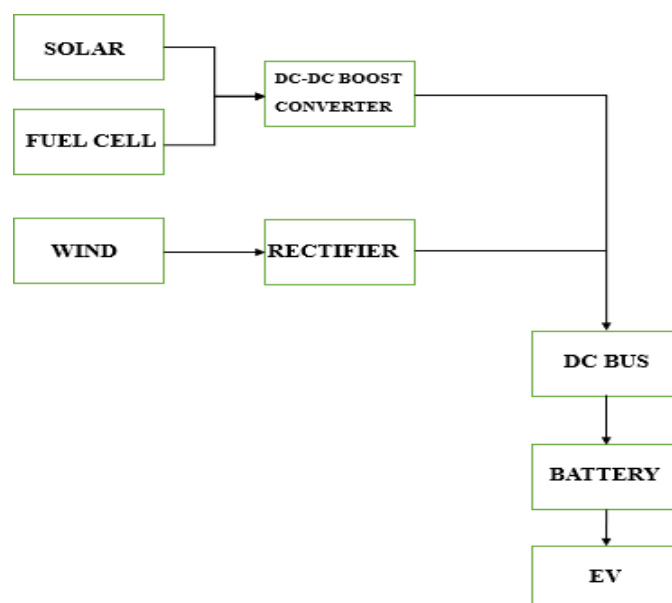 SOLAR
DC-DC BOOST
CONVERTER
FUEL CELL
WIND
RECTIFIER
DC BUS
BATTERY
EV